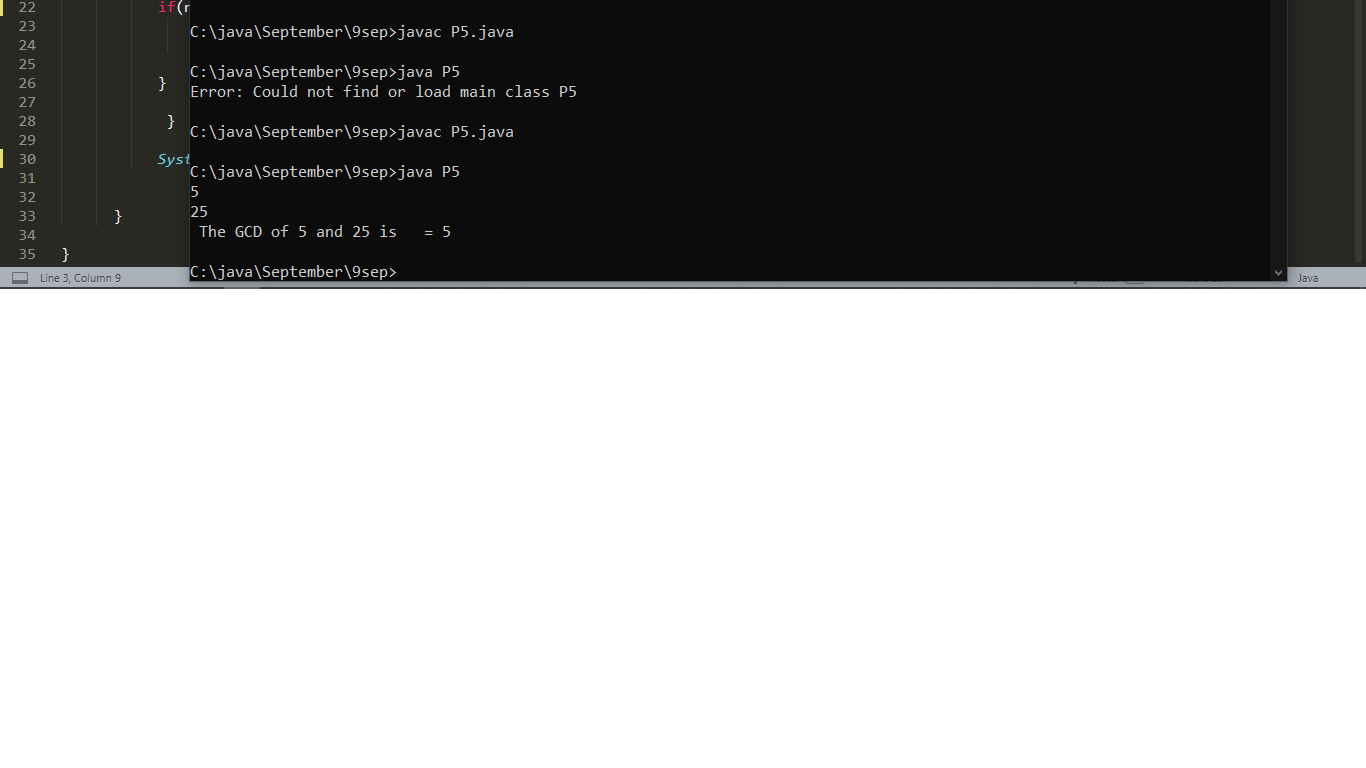 22 if(
23
24
25
26 }
27
28 }
29
30 Syst
31
32
33 }
34
35 }
C:\java\September\9sep>javac P5.java
C:\java\September\9sep>java P5
Error: Could not find or load main class P5
C:\java\September\9sep>javac P5.java
C:\java\September\9sep>java P5
5
25
The GCD of 5 and 25 is   = 5
C:\java\September\9sep>
Line 3, Column 9
Java